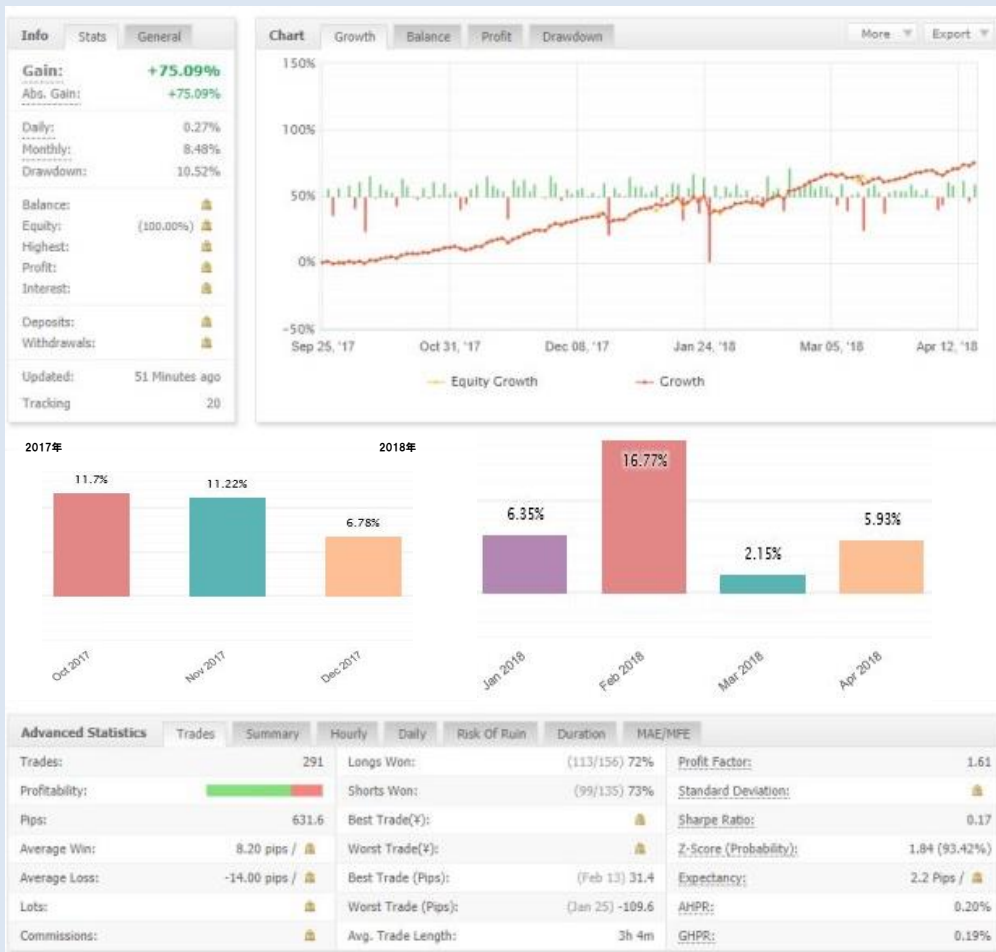 Info Stats General
Gain: +75.09%
Abs. Gain: +75.09%
Daily: 0.27%
Monthly: 8.48%
Drawdown: 10.52%
Balance:
Equity: (100.00%)
Highest:
Profit:
Interest:
Deposits:
Withdrawals:
Updated: 51 Minutes ago
Tracking 20
Chart Growth Balance Profit Drawdown More Export
150%
100%
50%
0%
-50%
Sep 25, '17 Oct 31, '17 Dec 08, '17 Jan 24, '18 Mar 05, '18 Apr 12, '18
Equity Growth Growth
2017年
11.7% 11.22% 6.78%
Oct 2017 Nov 2017 Dec 2017
2018年
6.35% 16.77% 2.15% 5.93%
Jan 2018 Feb 2018 Mar 2018 Apr 2018
Advanced Statistics Trades Summary Hourly Daily Risk Of Ruin Duration MAE/MFE
Trades: 291 Longs Won: (113/156) 72% Profit Factor: 1.61
Profitability: Shorts Won: (99/135) 73% Standard Deviation:
Pips: 631.6 Best Trade(¥): Sharpe Ratio: 0.17
Average Win: 8.20 pips / Worst Trade(¥): Z-Score (Probability): 1.84 (93.42%)
Average Loss: -14.00 pips / Best Trade (Pips): (Feb 13) 31.4 Expectancy: 2.2 Pips /
Lots: Worst Trade (Pips): (Jan 25) -109.6 AHPR: 0.20%
Commissions: Avg. Trade Length: 3h 4m GHPR: 0.19%